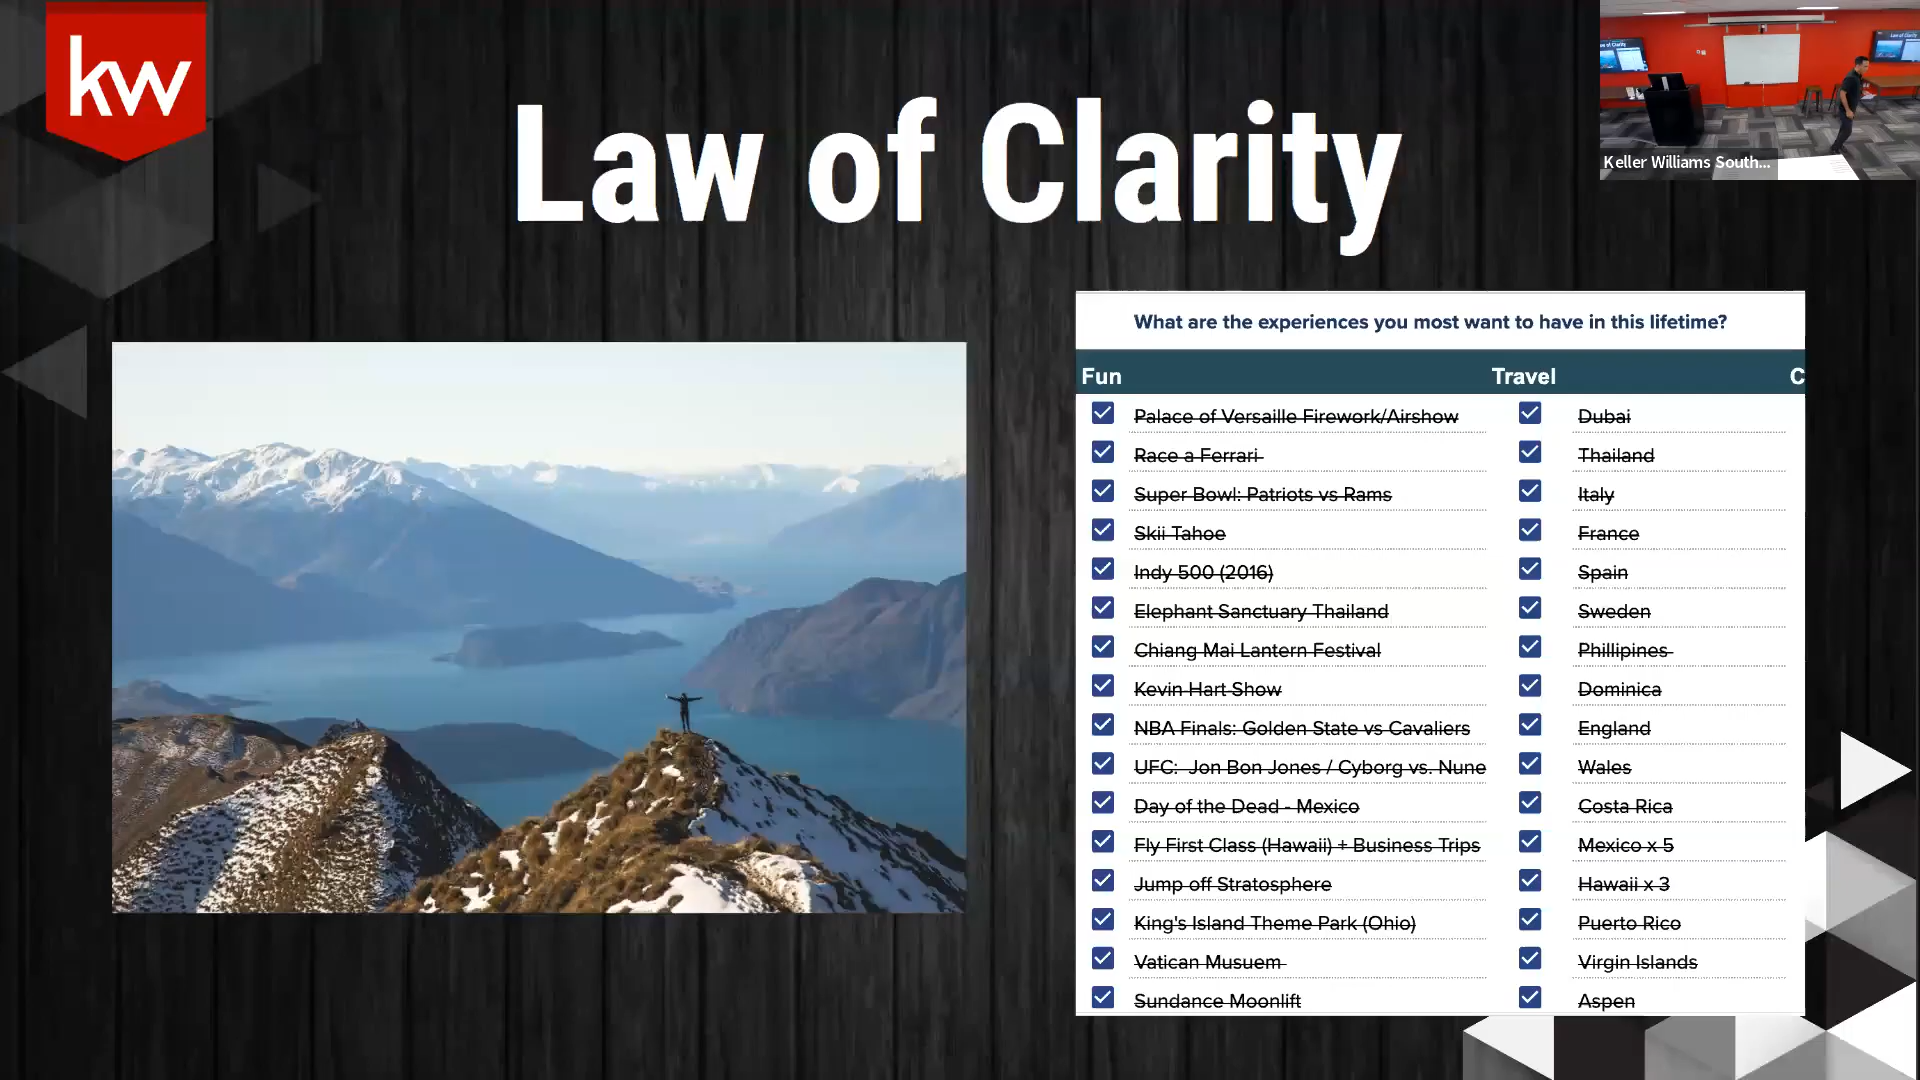 kw
Law of Clarity
Keller Williams South...
What are the experiences you most want to have in this lifetime?
Fun Travel C
Palace of Versaille Firework/Airshow Dubai
Race a Ferrari Thailand
Super Bowl: Patriots vs Rams Italy
Skii Tahoe France
Indy 500 (2016) Spain
Elephant Sanctuary Thailand Sweden
Chiang Mai Lantern Festival Phillipines
Kevin Hart Show Dominica
NBA Finals: Golden State vs Cavaliers England
UFC: Jon Bon Jones / Cyborg vs. Nune Wales
Day of the Dead - Mexico Costa Rica
Fly First Class (Hawaii) + Business Trips Mexico x 5
Jump off Stratosphere Hawaii x 3
King's Island Theme Park (Ohio) Puerto Rico
Vatican Musuem Virgin Islands
Sundance Moonlift Aspen